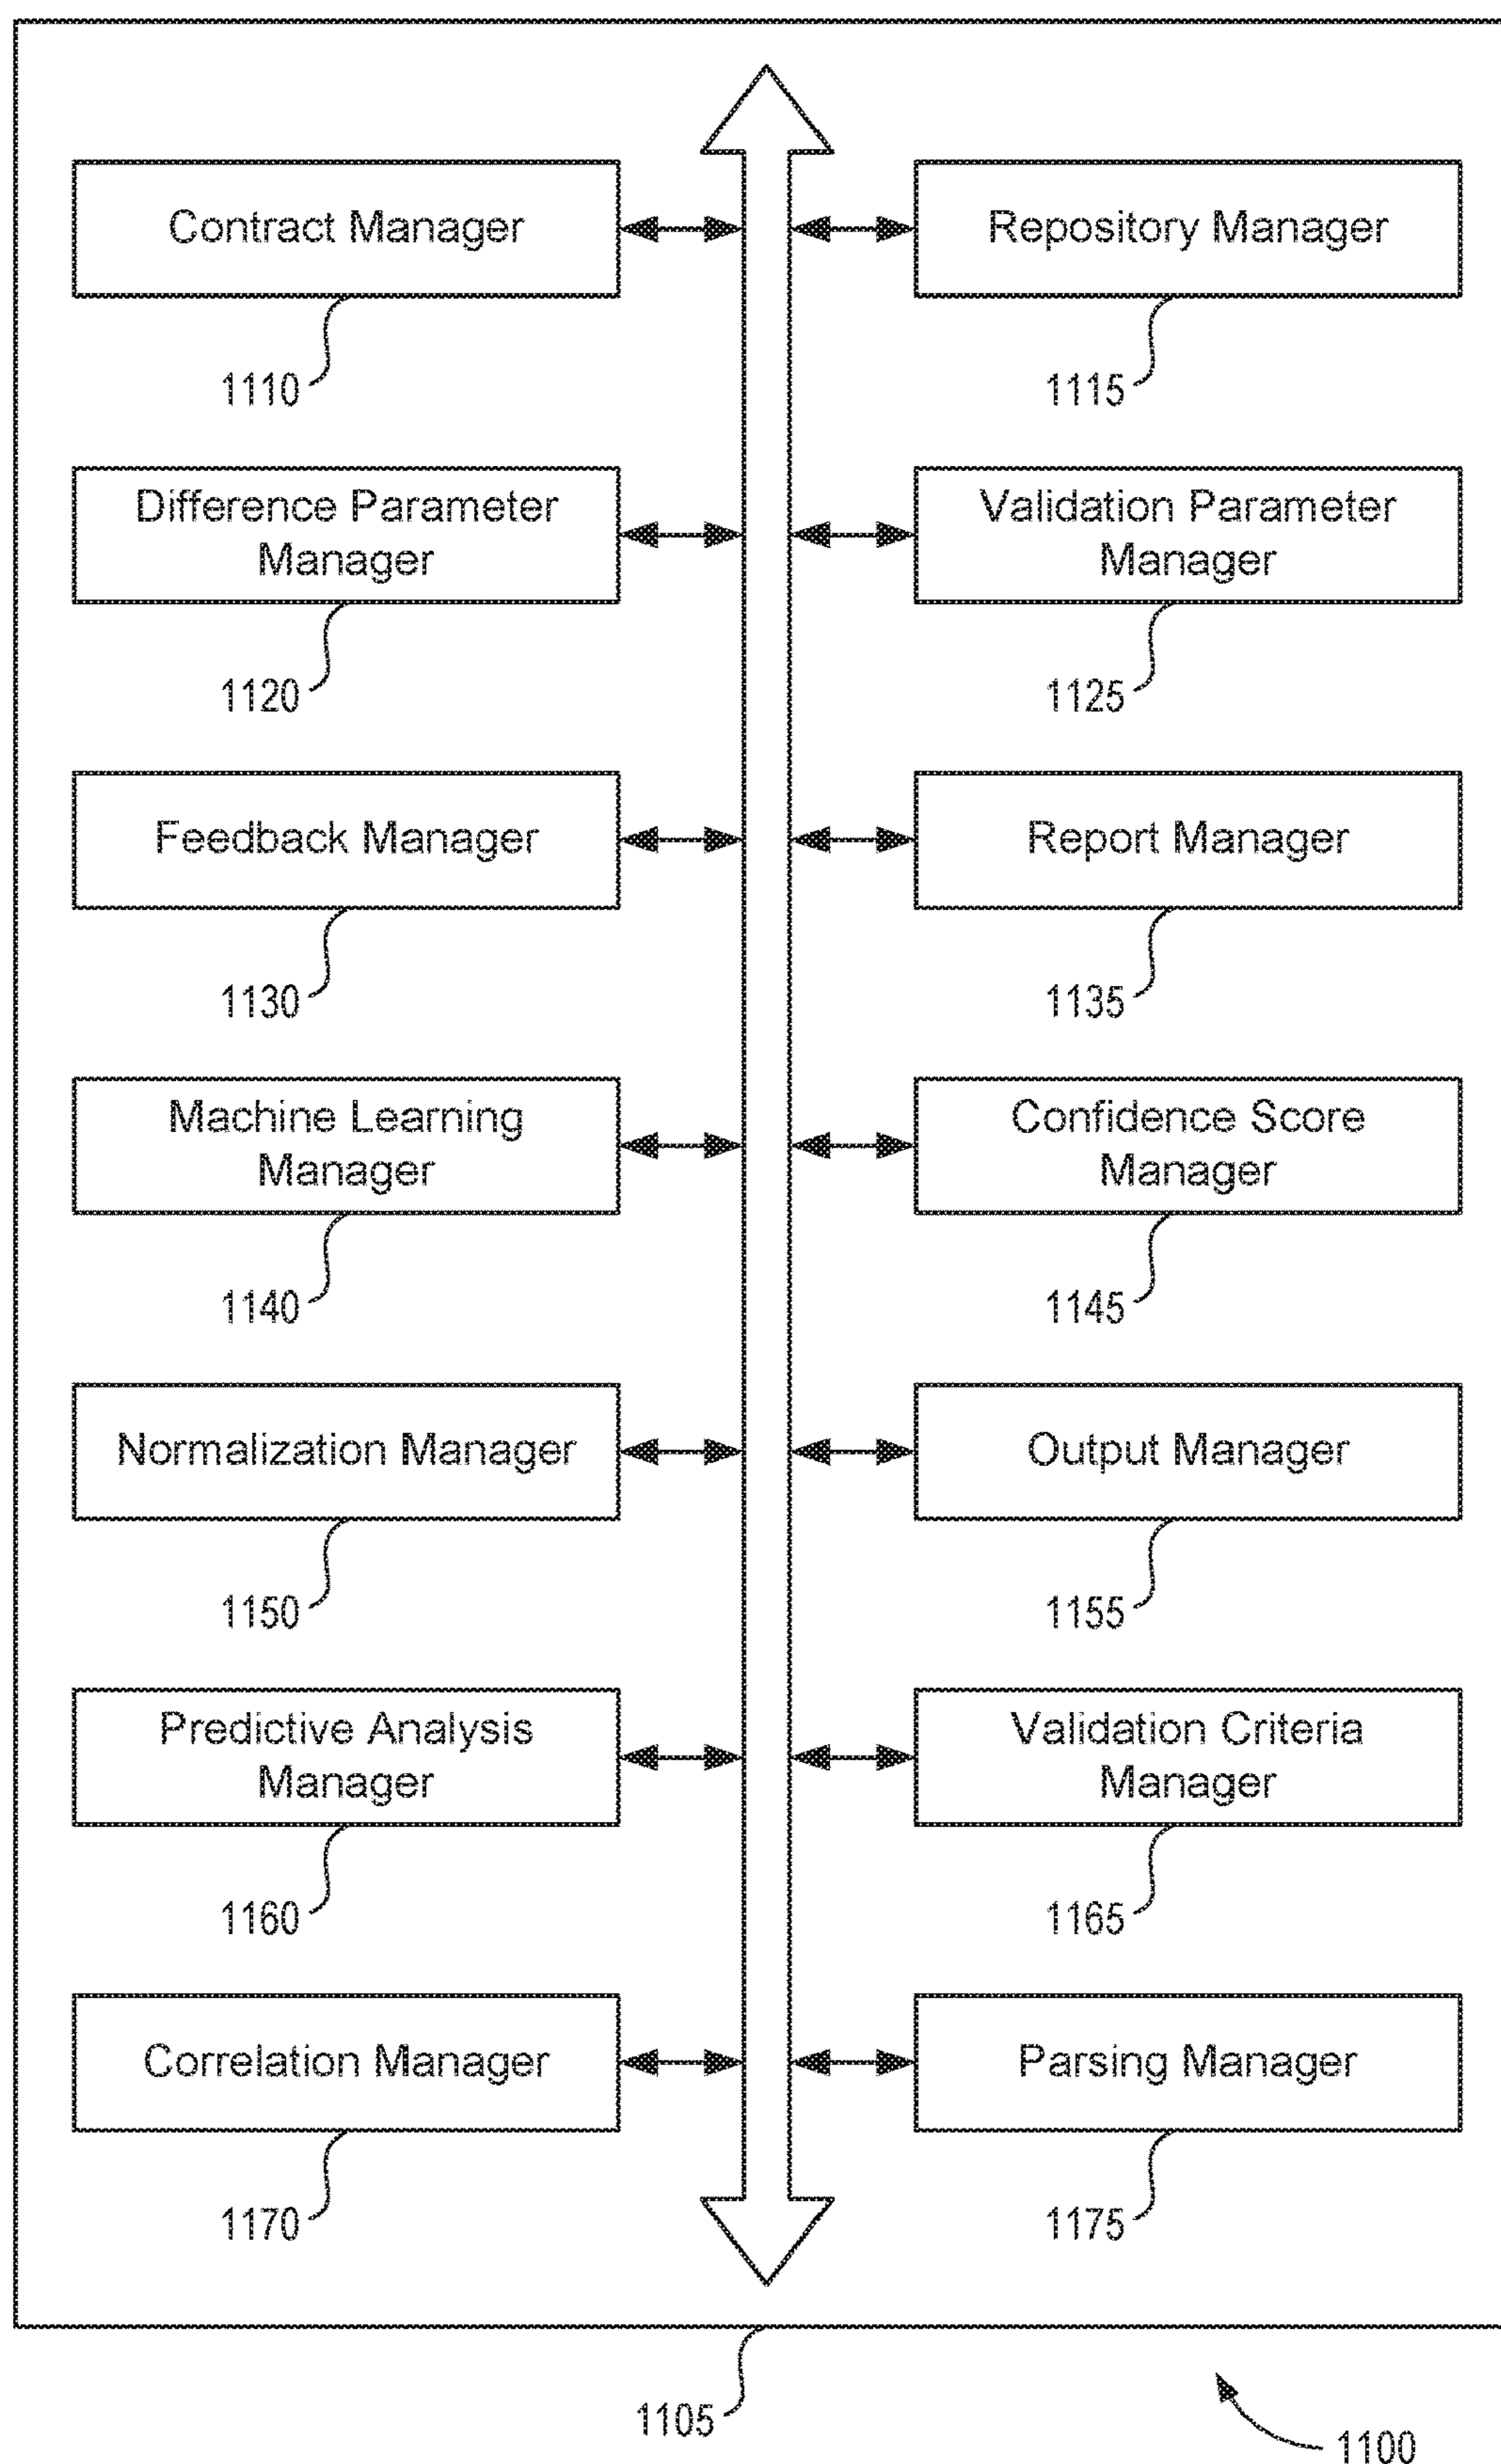 Contract Manager
Repository Manager
1110
1115
Difference Parameter
Manager
Validation Parameter
Manager
1120
1125
Feedback Manager
Report Manager
1130
1135
Machine Learning
Manager
Confidence Score
Manager
1140
1145
Normalization Manager
Output Manager
1150
1155
Predictive Analysis
Manager
Validation Criteria
Manager
1160
1165
Correlation Manager
Parsing Manager
1170
1175
1105
1100